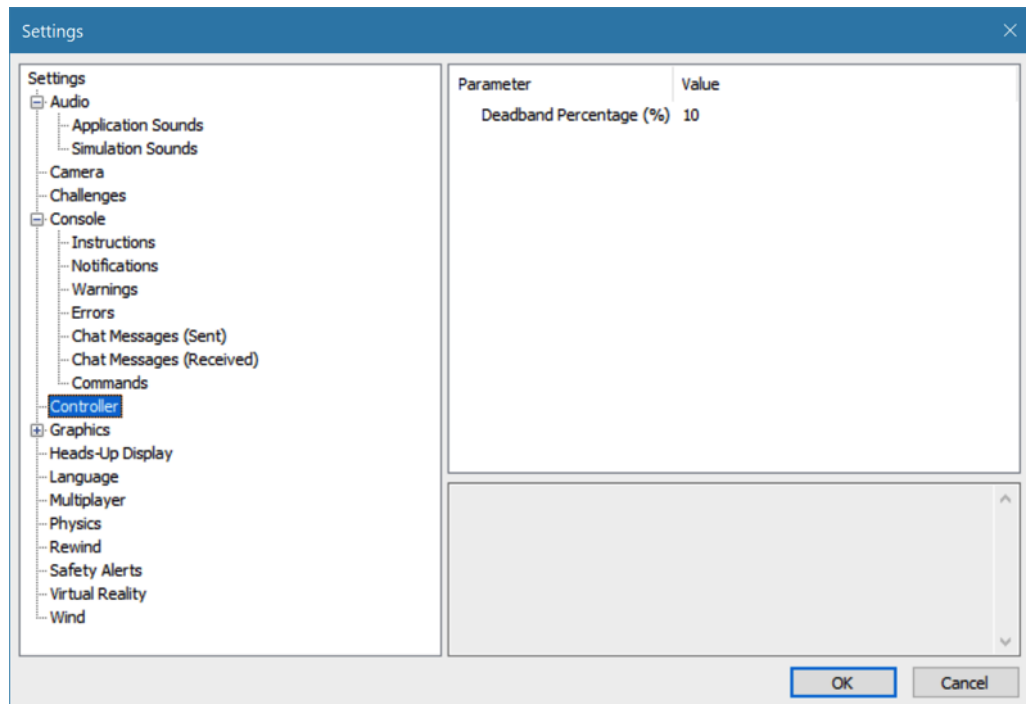 Settings
Settings
Audio
Application Sounds
Simulation Sounds
Camera
Challenges
Console
Instructions
Notifications
Warnings
Errors
Chat Messages (Sent)
Chat Messages (Received)
Commands
Controller
Graphics
Heads-Up Display
Language
Multiplayer
Physics
Rewind
Safety Alerts
Virtual Reality
Wind
Parameter Value
Deadband Percentage (%) 10
OK Cancel